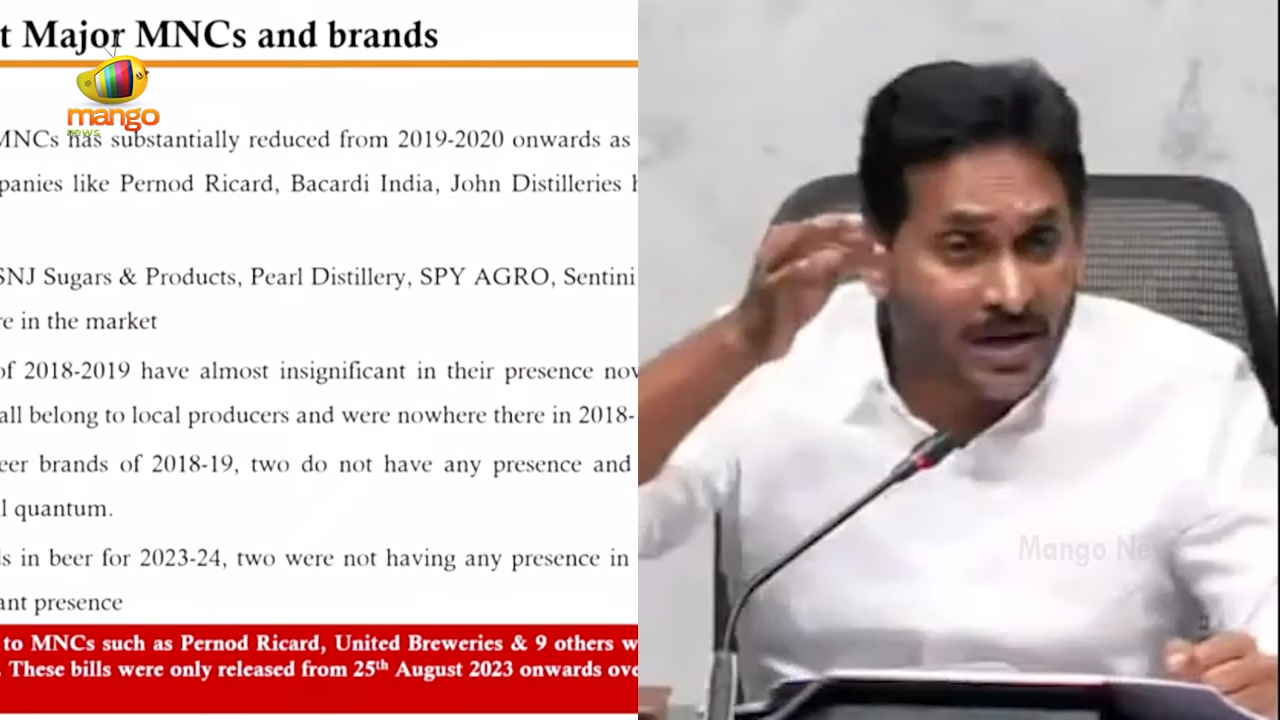 t Major MNCs and brands
mango
news
MNCs has substantially reduced from 2019-2020 onwards as
panies like Pernod Ricard, Bacardi India, John Distilleries
SNJ Sugars & Products, Pearl Distillery, SPY AGRO, Sentini
re in the market
of 2018-2019 have almost insignificant in their presence
all belong to local producers and were nowhere there in 2018-
eer brands of 2018-19, two do not have any presence and
l quantum.
s in beer for 2023-24, two were not having any presence in
ant presence
to MNCs such as Pernod Ricard, United Breweries & 9 others
. These bills were only released from 25th August 2023 onwards
Mango News